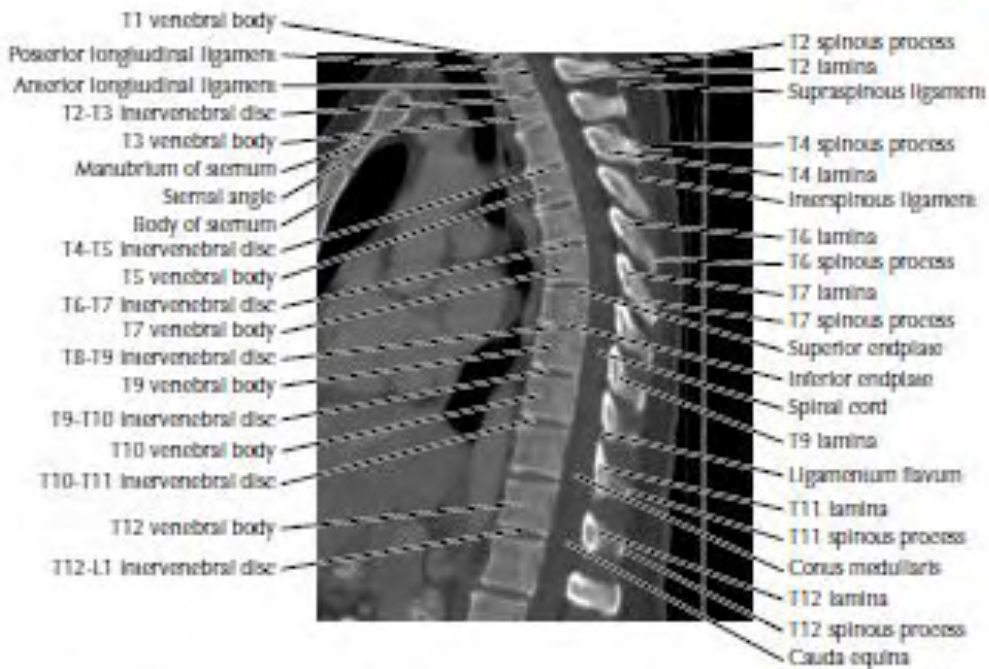 T1 vertebral body
Posterior longitudinal ligament
Anterior longitudinal ligament
T2-T3 intervertebral disc
T3 vertebral body
Manubrium of sternum
Sternal angle
Body of sternum
T4-T5 intervertebral disc
T5 vertebral body
T6-T7 intervertebral disc
T7 vertebral body
T8-T9 intervertebral disc
T9 vertebral body
T9-T10 intervertebral disc
T10 vertebral body
T10-T11 intervertebral disc
T12 vertebral body
T12-L1 intervertebral disc
T2 spinous process
T2 lamina
Supraspinous ligament
T4 spinous process
T4 lamina
Interspinous ligament
T6 lamina
T6 spinous process
T7 lamina
T7 spinous process
Superior endplate
Inferior endplate
Spinal cord
T9 lamina
Ligamentum flavum
T11 lamina
T11 spinous process
Conus medullaris
T12 lamina
T12 spinous process
Cauda equina